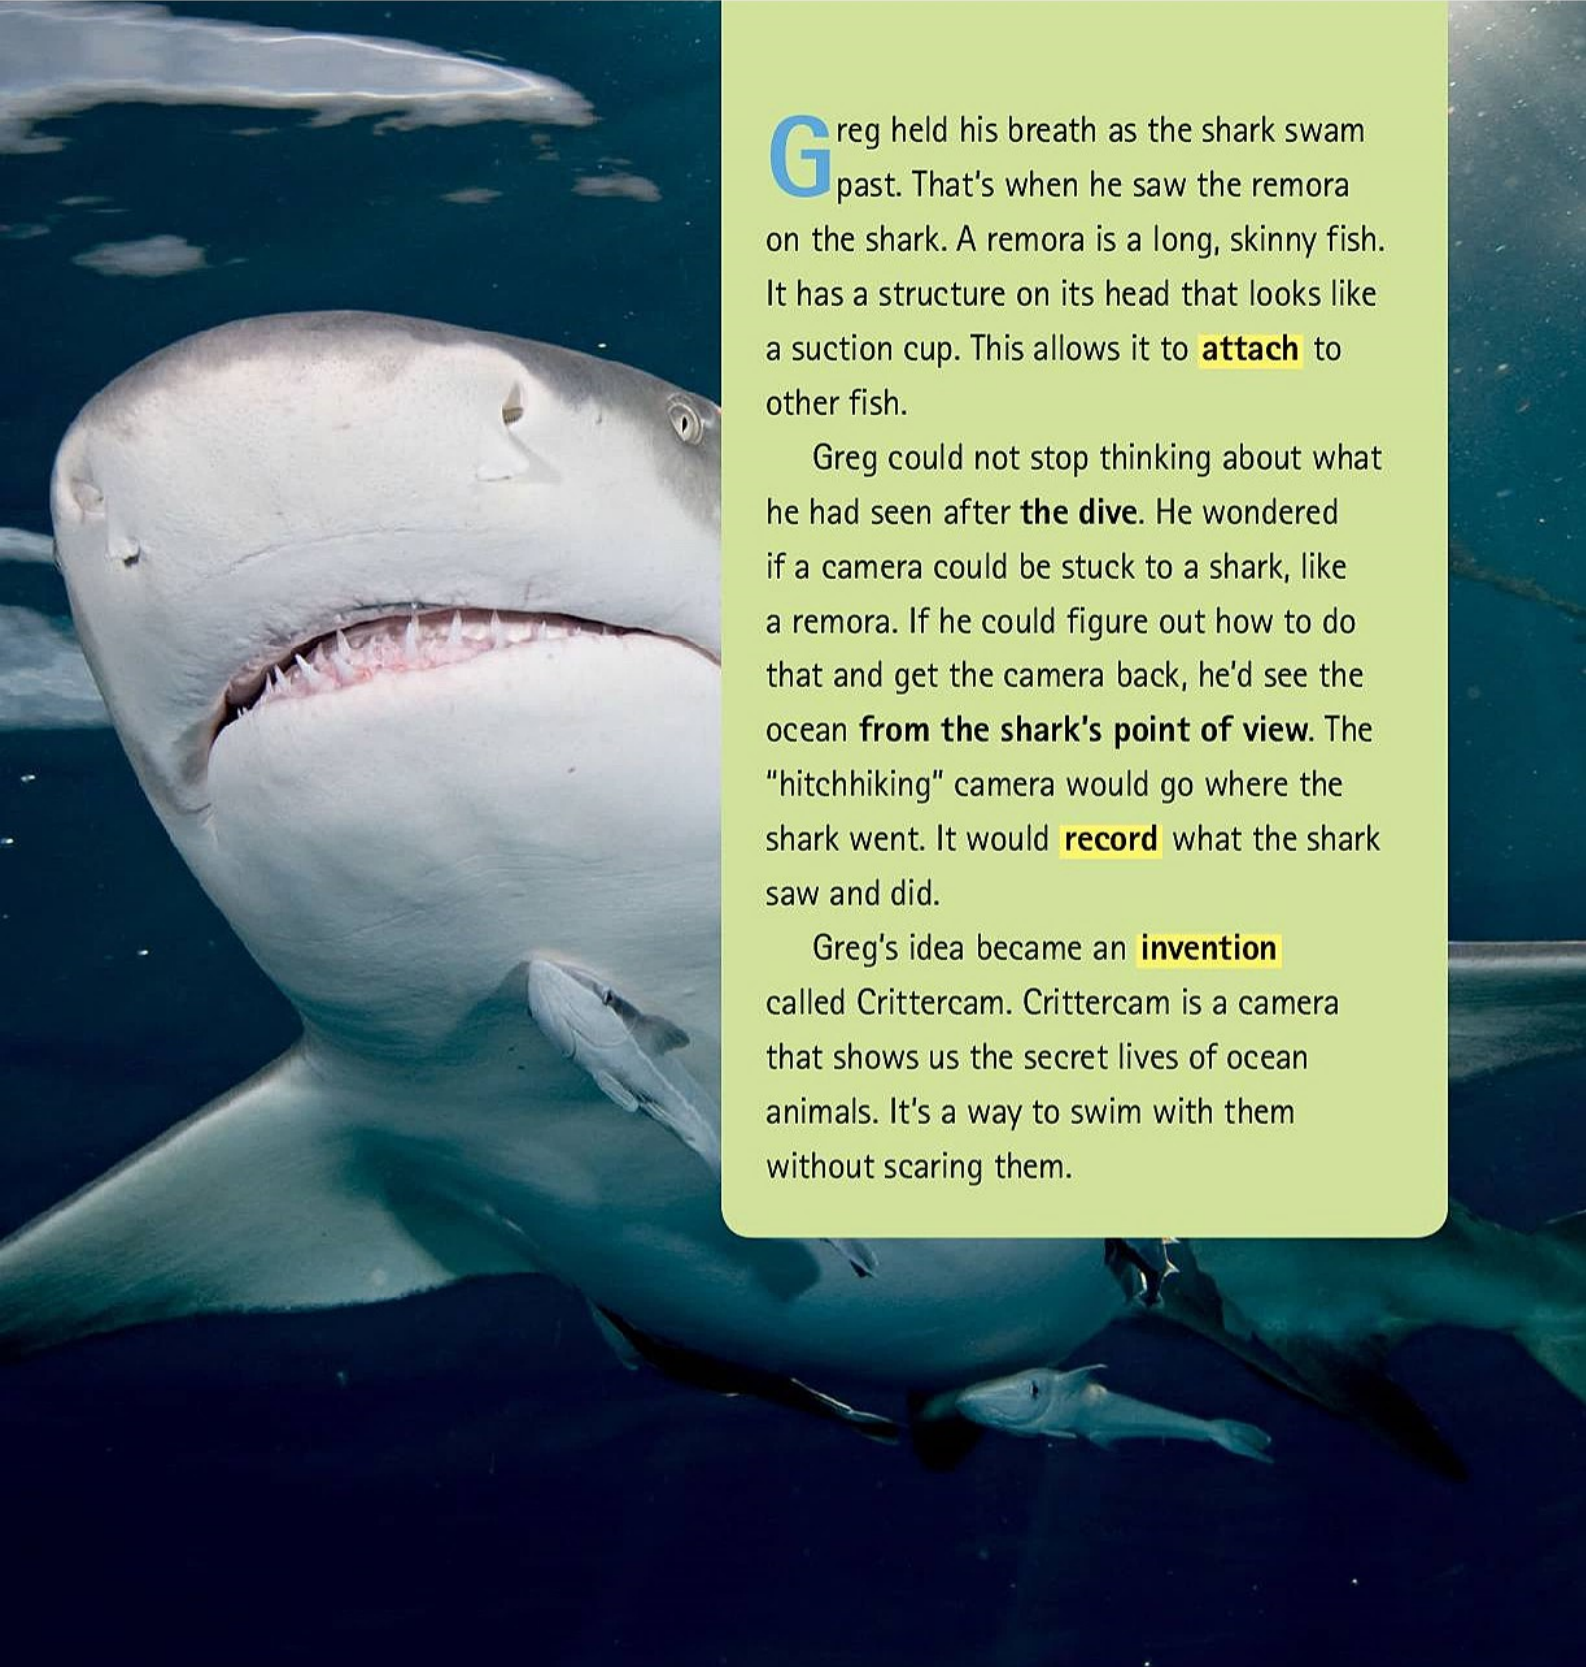 Greg held his breath as the shark swam
past. That's when he saw the remora
on the shark. A remora is a long, skinny fish.
It has a structure on its head that looks like
a suction cup. This allows it to attach to
other fish.
Greg could not stop thinking about what
he had seen after the dive. He wondered
if a camera could be stuck to a shark, like
a remora. If he could figure out how to do
that and get the camera back, he'd see the
ocean from the shark's point of view. The
"hitchhiking" camera would go where the
shark went. It would record what the shark
saw and did.
Greg's idea became an invention
called Crittercam. Crittercam is a camera
that shows us the secret lives of ocean
animals. It's a way to swim with them
without scaring them.